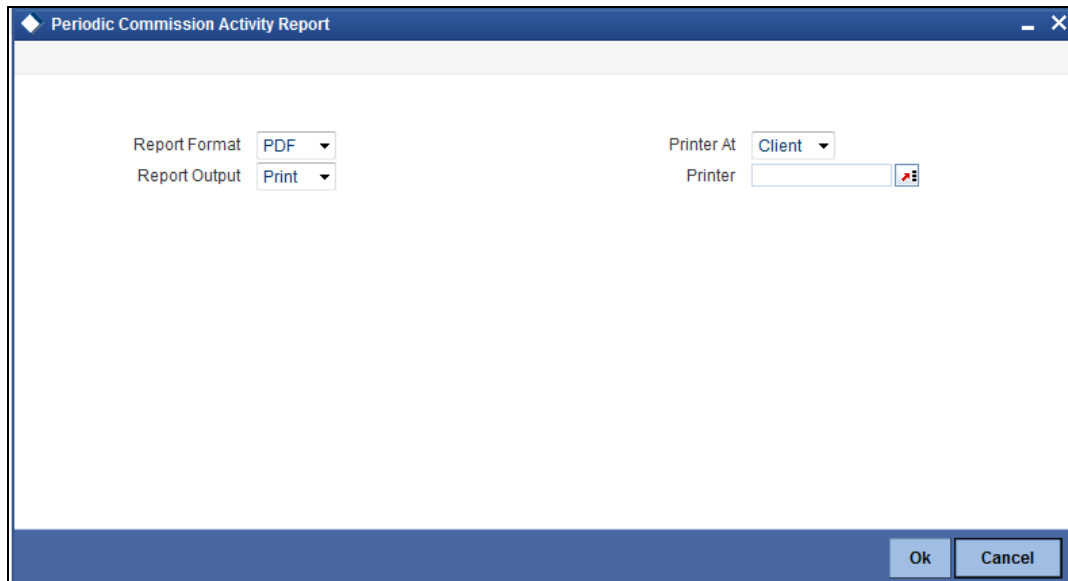 Periodic Commission Activity Report
Report Format PDF Printer At Client
Report Output Print Printer
Ok Cancel